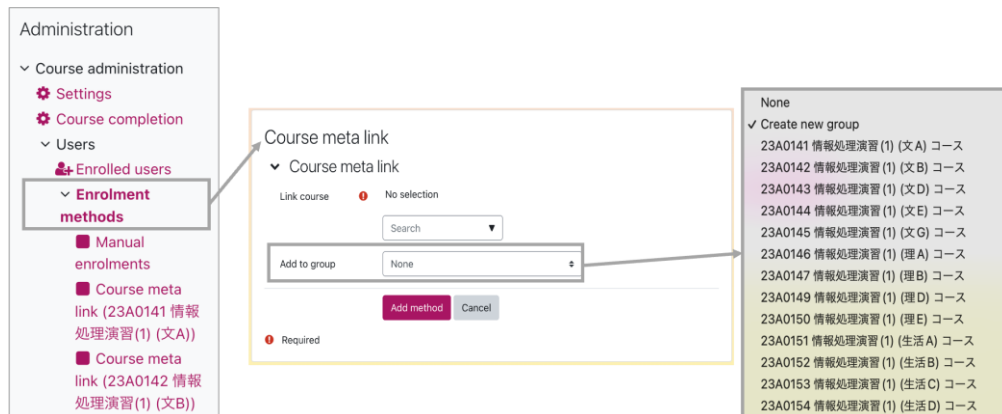 Administration
Course administration
Settings
Course completion
Users
Enrolled users
Enrolment
methods
Manual
enrolments
Course meta
link (23A0141 情報
処理演習(1) (文A))
Course meta
link (23A0142 情報
処理演習(1) (文B))
Course meta link
Course meta link
Link course
No selection
Search
Add to group
None
Add method
Cancel
Required
None
✓ Create new group
23A0141 情報処理演習(1) (文A) コース
23A0142 情報処理演習(1) (文B) コース
23A0143 情報処理演習(1) (文D) コース
23A0144 情報処理演習(1) (文E) コース
23A0145 情報処理演習(1) (文G) コース
23A0146 情報処理演習(1) (理A) コース
23A0147 情報処理演習(1) (理B) コース
23A0149 情報処理演習(1) (理D) コース
23A0150 情報処理演習(1) (理E) コース
23A0151 情報処理演習(1) (生活A) コース
23A0152 情報処理演習(1) (生活B) コース
23A0153 情報処理演習(1) (生活C) コース
23A0154 情報処理演習(1) (生活D) コース